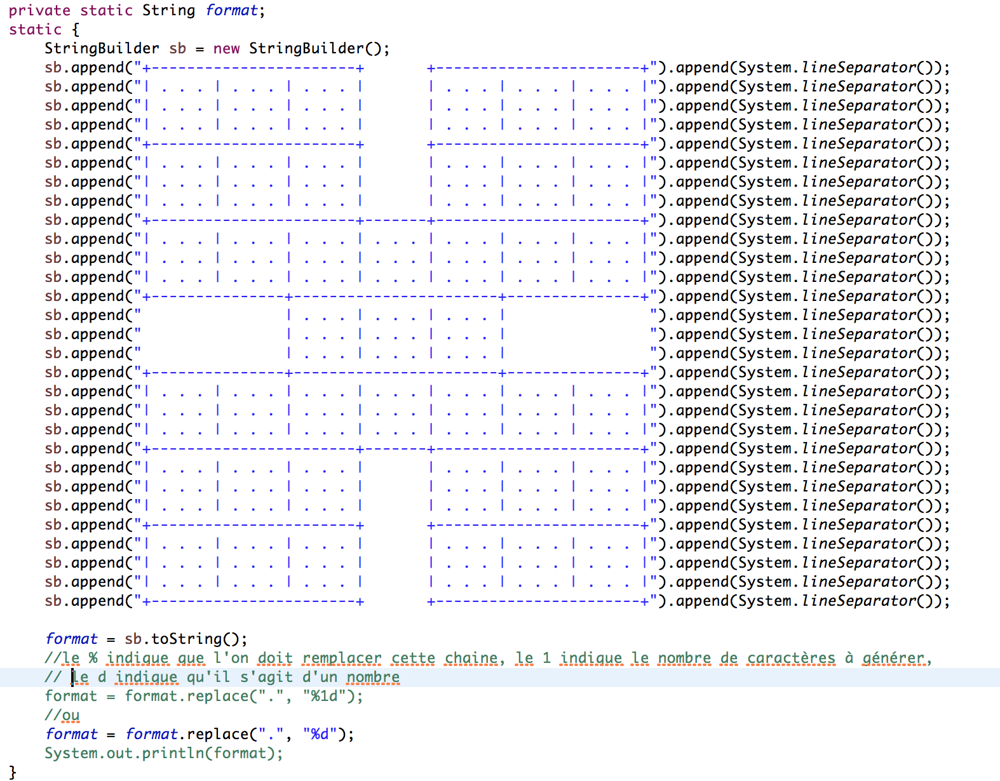 private static String format;
static {
    StringBuilder sb = new StringBuilder();
    sb.append("+-----------------------+       +-----------------------+").append(System.lineSeparator());
    sb.append("| . . . | . . . | . . . |       | . . . | . . . | . . . |").append(System.lineSeparator());
    sb.append("| . . . | . . . | . . . |       | . . . | . . . | . . . |").append(System.lineSeparator());
    sb.append("| . . . | . . . | . . . |       | . . . | . . . | . . . |").append(System.lineSeparator());
    sb.append("+-----------------------+       +-----------------------+").append(System.lineSeparator());
    sb.append("| . . . | . . . | . . . |       | . . . | . . . | . . . |").append(System.lineSeparator());
    sb.append("| . . . | . . . | . . . |       | . . . | . . . | . . . |").append(System.lineSeparator());
    sb.append("| . . . | . . . | . . . |       | . . . | . . . | . . . |").append(System.lineSeparator());
    sb.append("+-----------------------+-------+-----------------------+").append(System.lineSeparator());
    sb.append("| . . . | . . . | . . . | . . . | . . . | . . . | . . . |").append(System.lineSeparator());
    sb.append("| . . . | . . . | . . . | . . . | . . . | . . . | . . . |").append(System.lineSeparator());
    sb.append("| . . . | . . . | . . . | . . . | . . . | . . . | . . . |").append(System.lineSeparator());
    sb.append("+---------------+-----------------------+---------------+").append(System.lineSeparator());
    sb.append("                | . . . | . . . | . . . |                ").append(System.lineSeparator());
    sb.append("                | . . . | . . . | . . . |                ").append(System.lineSeparator());
    sb.append("                | . . . | . . . | . . . |                ").append(System.lineSeparator());
    sb.append("+---------------+-----------------------+---------------+").append(System.lineSeparator());
    sb.append("| . . . | . . . | . . . | . . . | . . . | . . . | . . . |").append(System.lineSeparator());
    sb.append("| . . . | . . . | . . . | . . . | . . . | . . . | . . . |").append(System.lineSeparator());
    sb.append("| . . . | . . . | . . . | . . . | . . . | . . . | . . . |").append(System.lineSeparator());
    sb.append("+-----------------------+-------+-----------------------+").append(System.lineSeparator());
    sb.append("| . . . | . . . | . . . |       | . . . | . . . | . . . |").append(System.lineSeparator());
    sb.append("| . . . | . . . | . . . |       | . . . | . . . | . . . |").append(System.lineSeparator());
    sb.append("| . . . | . . . | . . . |       | . . . | . . . | . . . |").append(System.lineSeparator());
    sb.append("+-----------------------+       +-----------------------+").append(System.lineSeparator());
    sb.append("| . . . | . . . | . . . |       | . . . | . . . | . . . |").append(System.lineSeparator());
    sb.append("| . . . | . . . | . . . |       | . . . | . . . | . . . |").append(System.lineSeparator());
    sb.append("| . . . | . . . | . . . |       | . . . | . . . | . . . |").append(System.lineSeparator());
    sb.append("+-----------------------+       +-----------------------+").append(System.lineSeparator());

    format = sb.toString();
    //le % indique que l'on doit remplacer cette chaine, le 1 indique le nombre de caractères à générer,
    // le d indique qu'il s'agit d'un nombre
    format = format.replace(".", "%1d");
    //ou
    format = format.replace(".", "%d");
    System.out.println(format);
}